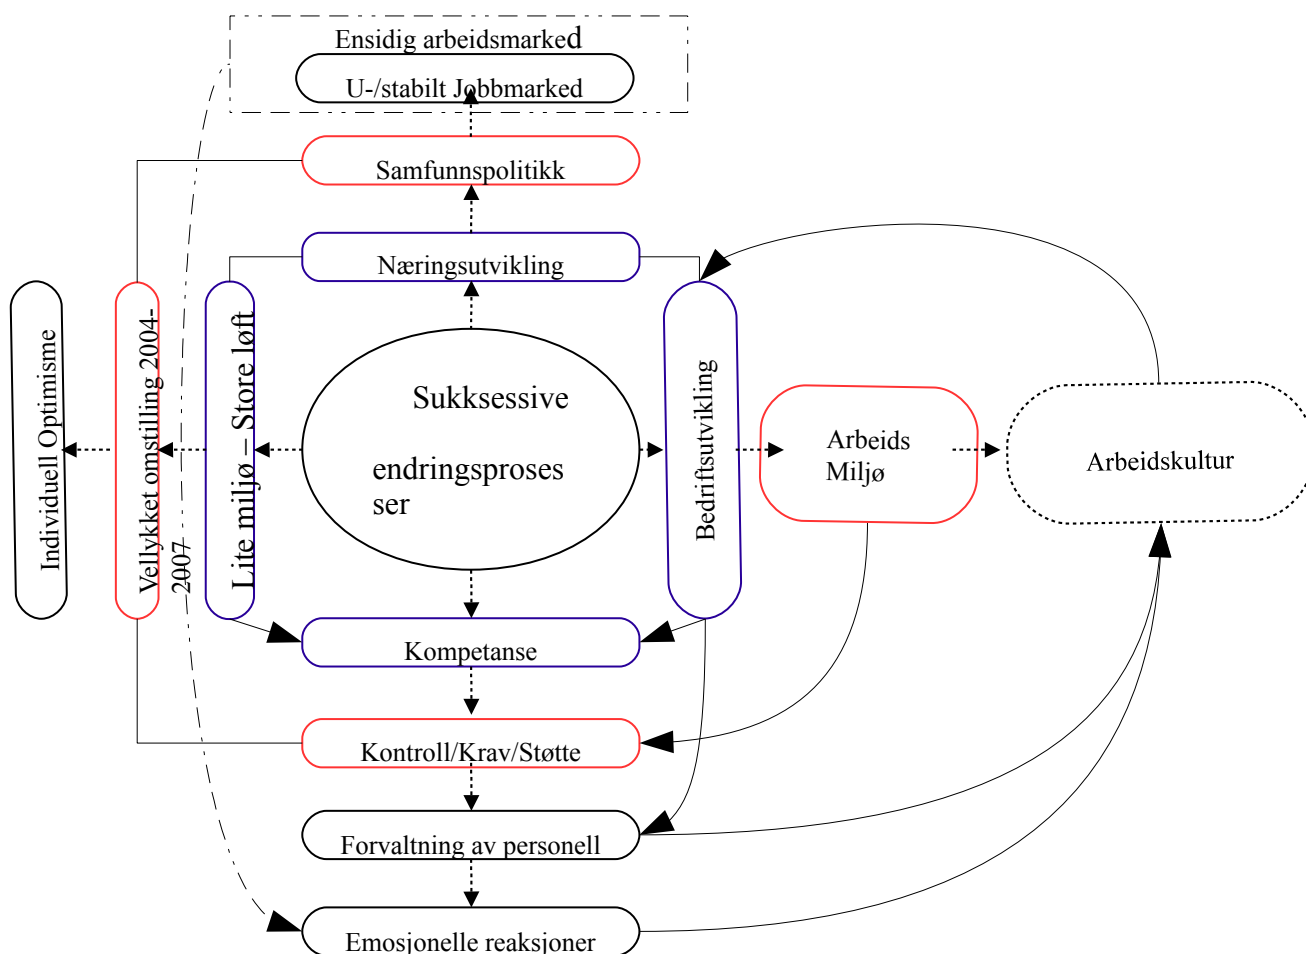 Ensidig arbeidsmarked
U-/stabilt Jobbmarked
Samfunnspolitikk
Næringsutvikling
Individuell Optimisme
Vellykket omstilling 2004-
2007
Lite miljø – Store løft
Sukksessive
endringsproses
ser
Bedriftsutvikling
Arbeids
Miljø
Arbeidskultur
Kompetanse
Kontroll/Krav/Støtte
Forvaltning av personell
Emosjonelle reaksjoner